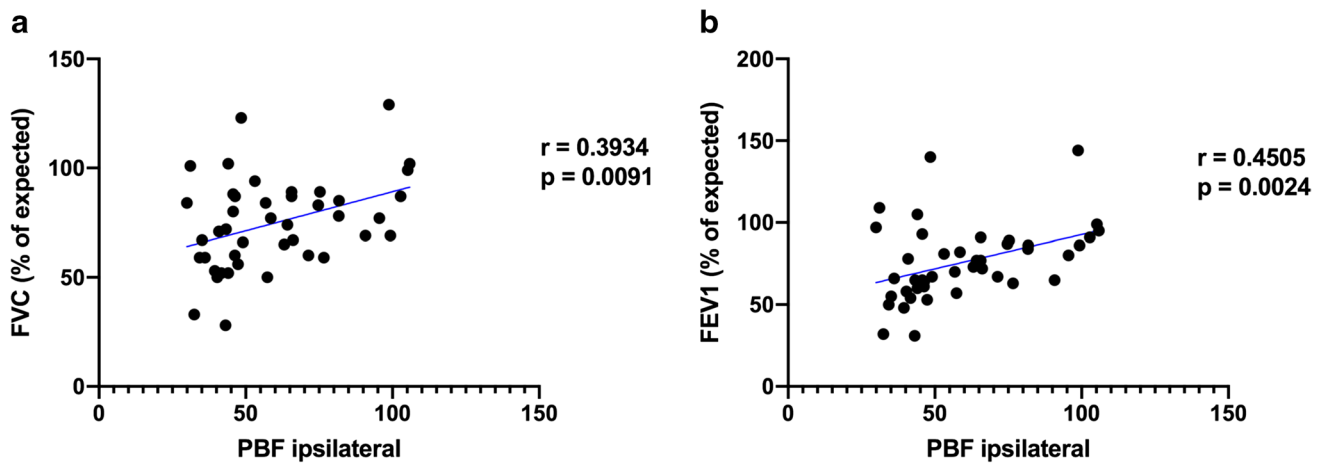 a
FVC (% of expected)
150
100
50
0
0 50 100 150
PBF ipsilateral
r = 0.3934
p = 0.0091
b
FEV1 (% of expected)
200
150
100
50
0
0 50 100 150
PBF ipsilateral
r = 0.4505
p = 0.0024